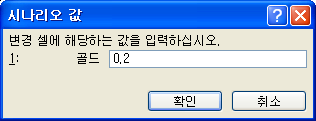 시나리오 값
변경 셀에 해당하는 값을 입력하십시오.
1: 골드 0.2
확인 취소